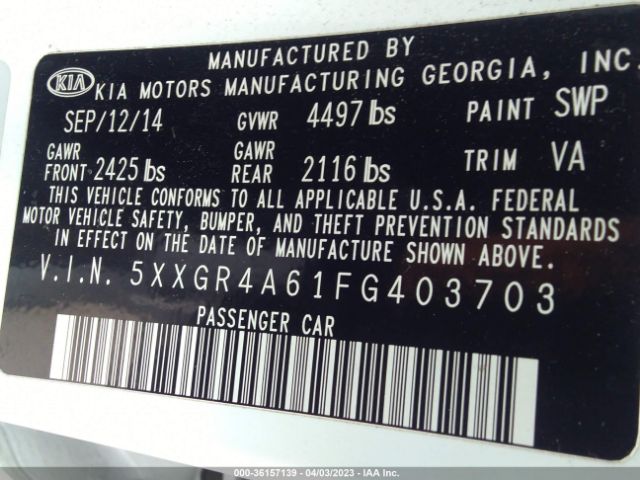 MANUFACTURED BY
KIA KIA MOTORS MANUFACTURING GEORGIA, INC.
SEP/12/14 GVWR 4497 lbs PAINT SWP
GAWR FRONT 2425 lbs GAWR REAR 2116 lbs TRIM VA
THIS VEHICLE CONFORMS TO ALL APPLICABLE U.S.A. FEDERAL
MOTOR VEHICLE SAFETY, BUMPER, AND THEFT PREVENTION STANDARDS
IN EFFECT ON THE DATE OF MANUFACTURE SHOWN ABOVE.
V.I.N. 5XXGR4A61FG403703
PASSENGER CAR
000-36157139 - 04/03/2023 - IAA Inc.